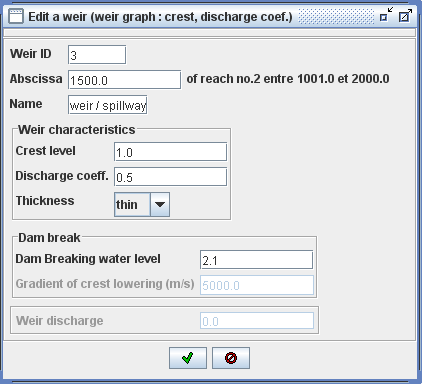 Edit a weir (weir graph : crest, discharge coef.)
Weir ID 3
Abscissa 1500.0 of reach no.2 entre 1001.0 et 2000.0
Name weir / spillway
Weir characteristics
Crest level 1.0
Discharge coeff. 0.5
Thickness thin
Dam break
Dam Breaking water level 2.1
Gradient of crest lowering (m/s) 5000.0
Weir discharge 0.0